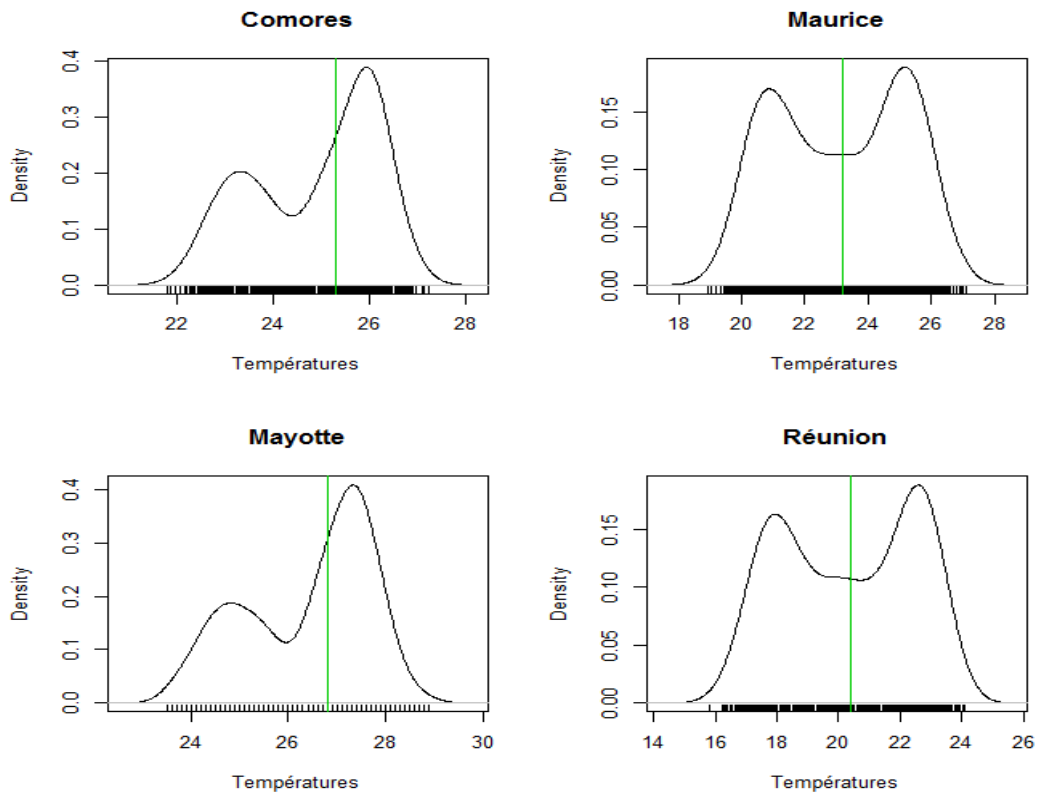 Comores
Density
0.0 0.1 0.2 0.3 0.4
22 24 26 28
Températures
Maurice
Density
0.00 0.05 0.10 0.15
18 20 22 24 26 28
Températures
Mayotte
Density
0.0 0.1 0.2 0.3 0.4
24 26 28 30
Températures
Réunion
Density
0.00 0.05 0.10 0.15
14 16 18 20 22 24 26
Températures